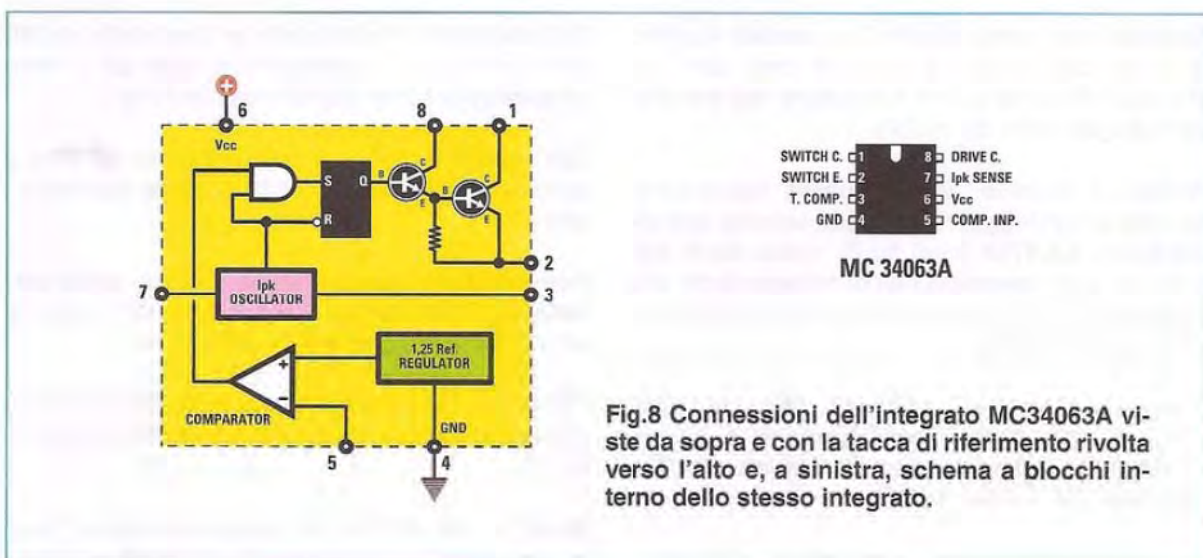 6
8
1
Vcc
S
Q
R
B
C
E
B
C
E
2
7
Ipk
OSCILLATOR
3
1,25 Ref.
REGULATOR
+
-
COMPARATOR
5
GND
4
SWITCH C. 1 8 DRIVE C.
SWITCH E. 2 7 Ipk SENSE
T. COMP. 3 6 Vcc
GND 4 5 COMP. INP.
MC 34063A
Fig.8 Connessioni dell'integrato MC34063A vi-
ste da sopra e con la tacca di riferimento rivolta
verso l'alto e, a sinistra, schema a blocchi in-
terno dello stesso integrato.